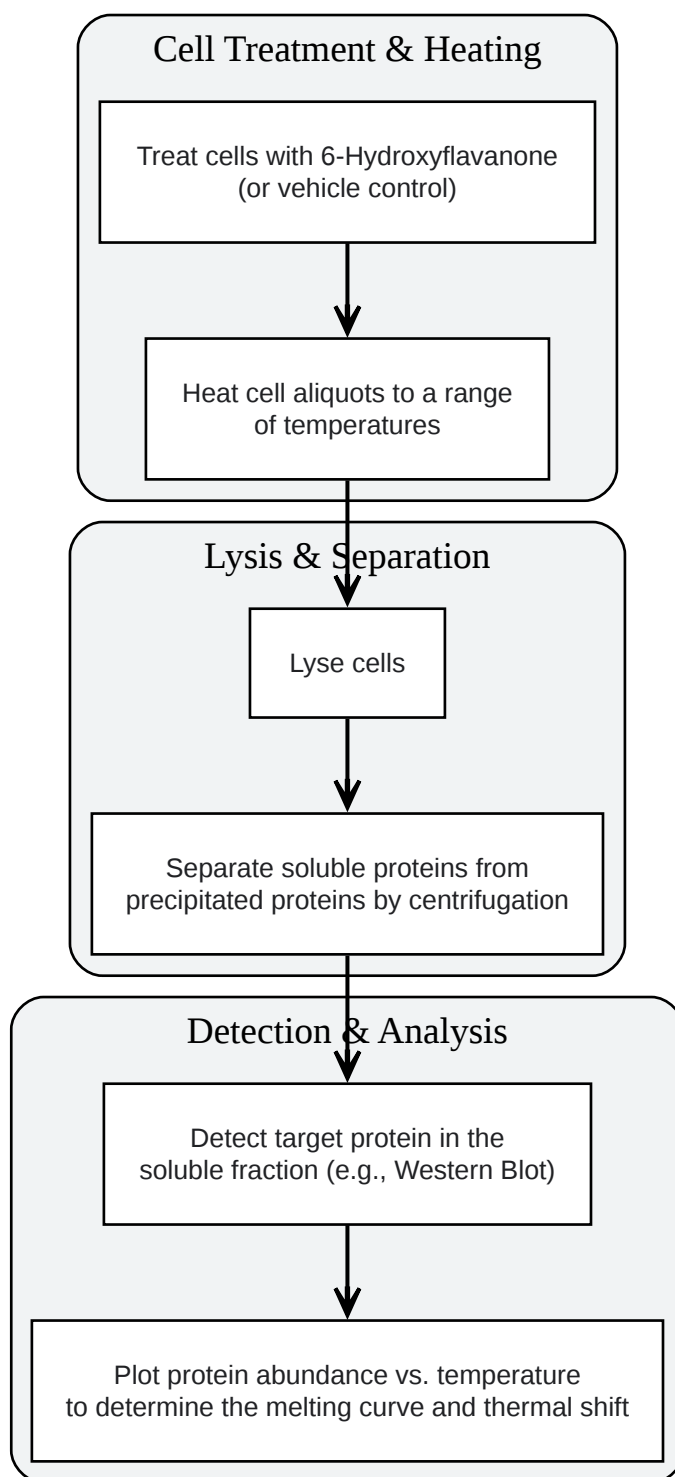 Cell Treatment & Heating
Treat cells with 6-Hydroxyflavanone
(or vehicle control)
Heat cell aliquots to a range
of temperatures
Lysis & Separation
Lyse cells
Separate soluble proteins from
precipitated proteins by centrifugation
Detection & Analysis
Detect target protein in the
soluble fraction (e.g., Western Blot)
Plot protein abundance vs. temperature
to determine the melting curve and thermal shift